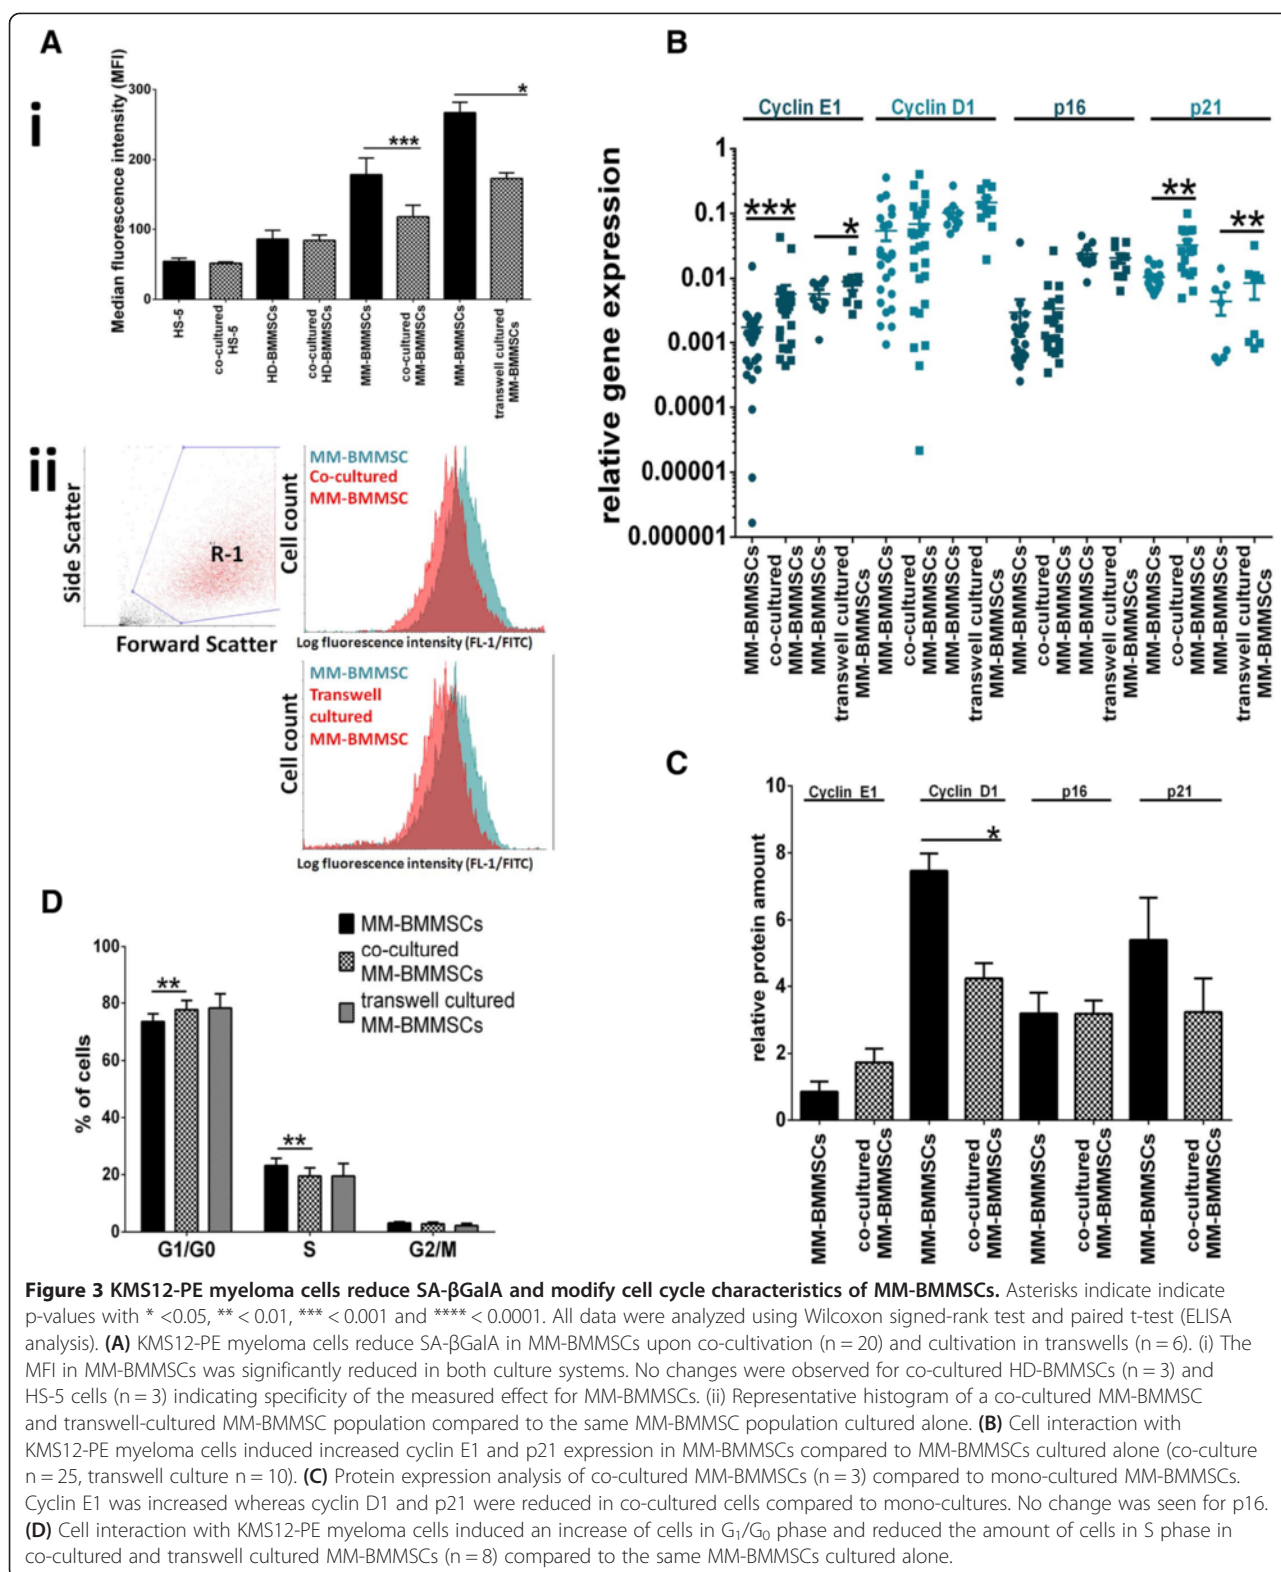 A
i
Median fluorescence intensity (MFI)
300
200
100
0
***
*
HS-5
co-cultured
HS-5
HD-BMMSCs
co-cultured
HD-BMMSCs
MM-BMMSCs
co-cultured
MM-BMMSCs
MM-BMMSCs
transwell cultured
MM-BMMSCs
ii
Side Scatter
R-1
Forward Scatter
Cell count
MM-BMMSC
Co-cultured
MM-BMMSC
Log fluorescence intensity (FL-1/FITC)
Cell count
MM-BMMSC
Transwell
cultured
MM-BMMSC
Log fluorescence intensity (FL-1/FITC)
B
Cyclin E1
Cyclin D1
p16
p21
relative gene expression
1
0.1
0.01
0.001
0.0001
0.00001
0.000001
***
*
**
**
MM-BMMSCs
co-cultured
MM-BMMSCs
MM-BMMSCs
transwell cultured
MM-BMMSCs
MM-BMMSCs
co-cultured
MM-BMMSCs
MM-BMMSCs
transwell cultured
MM-BMMSCs
MM-BMMSCs
co-cultured
MM-BMMSCs
MM-BMMSCs
transwell cultured
MM-BMMSCs
MM-BMMSCs
co-cultured
MM-BMMSCs
MM-BMMSCs
transwell cultured
MM-BMMSCs
C
relative protein amount
10
8
6
4
2
0
Cyclin E1
Cyclin D1
p16
p21
*
MM-BMMSCs
co-cultured
MM-BMMSCs
MM-BMMSCs
co-cultured
MM-BMMSCs
MM-BMMSCs
co-cultured
MM-BMMSCs
MM-BMMSCs
co-cultured
MM-BMMSCs
D
MM-BMMSCs
co-cultured
MM-BMMSCs
transwell cultured
MM-BMMSCs
% of cells
100
80
60
40
20
0
**
**
G1/G0
S
G2/M
Figure 3 KMS12-PE myeloma cells reduce SA-βGalA and modify cell cycle characteristics of MM-BMMSCs. Asterisks indicate indicate
p-values with * <0.05, ** < 0.01, *** < 0.001 and **** < 0.0001. All data were analyzed using Wilcoxon signed-rank test and paired t-test (ELISA
analysis). (A) KMS12-PE myeloma cells reduce SA-βGalA in MM-BMMSCs upon co-cultivation (n = 20) and cultivation in transwells (n = 6). (i) The
MFI in MM-BMMSCs was significantly reduced in both culture systems. No changes were observed for co-cultured HD-BMMSCs (n = 3) and
HS-5 cells (n = 3) indicating specificity of the measured effect for MM-BMMSCs. (ii) Representative histogram of a co-cultured MM-BMMSC
and transwell-cultured MM-BMMSC population compared to the same MM-BMMSC population cultured alone. (B) Cell interaction with
KMS12-PE myeloma cells induced increased cyclin E1 and p21 expression in MM-BMMSCs compared to MM-BMMSCs cultured alone (co-culture
n = 25, transwell culture n = 10). (C) Protein expression analysis of co-cultured MM-BMMSCs (n = 3) compared to mono-cultured MM-BMMSCs.
Cyclin E1 was increased whereas cyclin D1 and p21 were reduced in co-cultured cells compared to mono-cultures. No change was seen for p16.
(D) Cell interaction with KMS12-PE myeloma cells induced an increase of cells in G₁/G₀ phase and reduced the amount of cells in S phase in
co-cultured and transwell cultured MM-BMMSCs (n = 8) compared to the same MM-BMMSCs cultured alone.